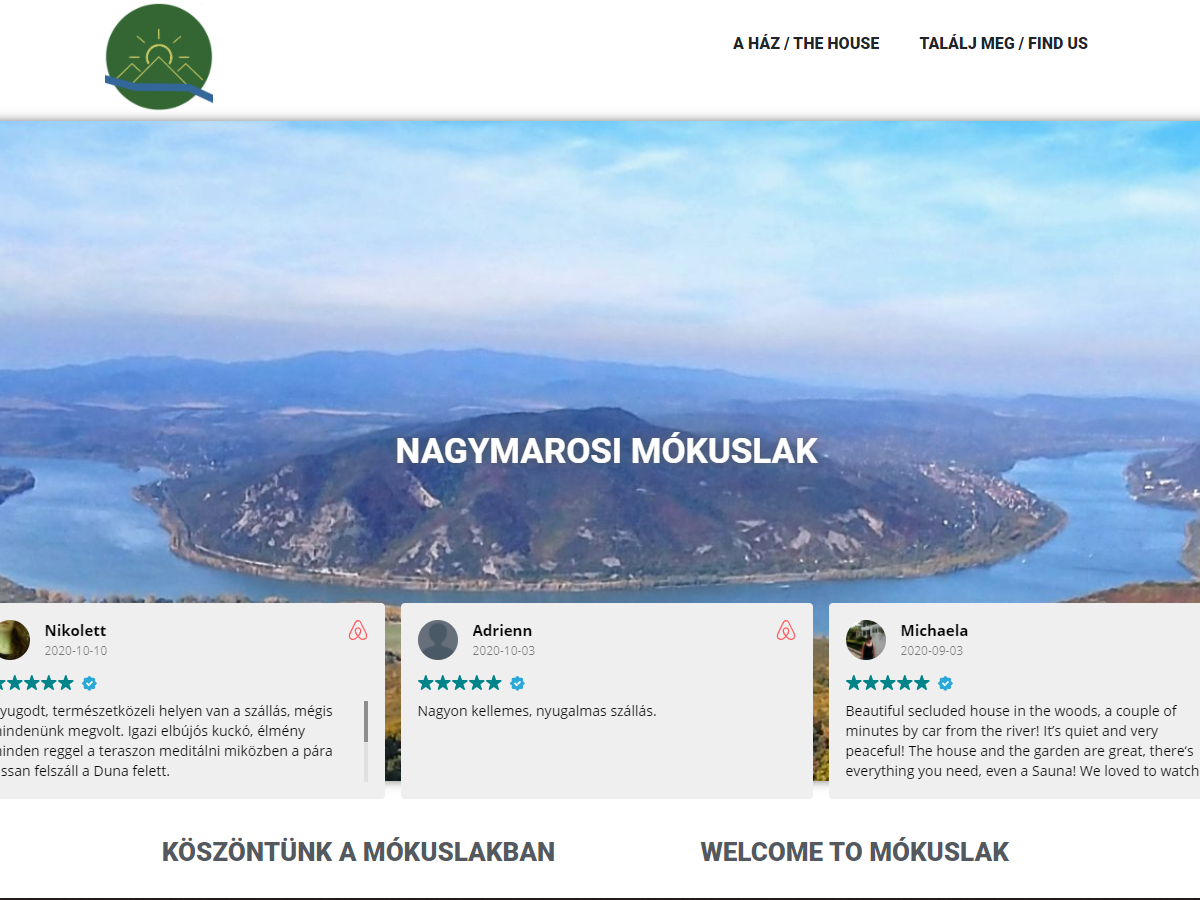 A HÁZ / THE HOUSE
TALÁLJ MEG / FIND US
NAGYMAROSI MÓKUSLAK
Nikolett
2020-10-10
természetközeli helyen van a szállás, mégis
megvolt. Igazi elbújós kuckó, élmény
reggel a teraszon meditálni miközben a pára
felszáll a Duna felett.
Adrienn
2020-10-03
Nagyon kellemes, nyugalmas szállás.
Michaela
2020-09-03
Beautiful secluded house in the woods, a couple of
minutes by car from the river! It’s quiet and very
peaceful! The house and the garden are great, there‘s
everything you need, even a Sauna! We loved to watch
KÖSZÖNTÜNK A MÓKUSLAKBAN
WELCOME TO MÓKUSLAK